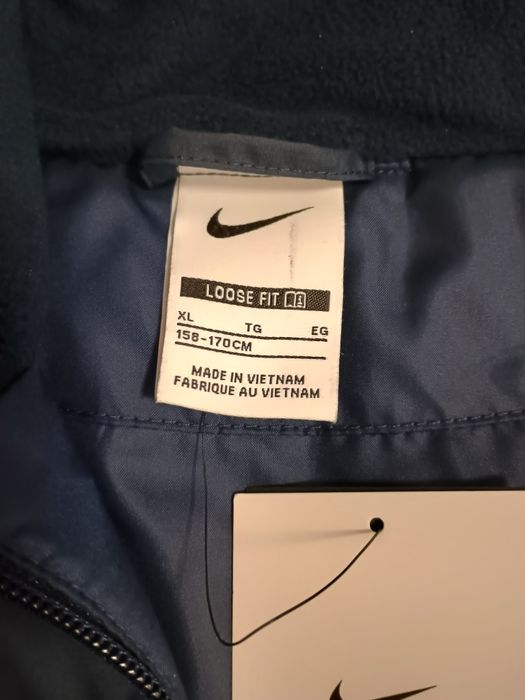 LOOSE FIT
XL TG EG
158-170CM
MADE IN VIETNAM
FABRIQUE AU VIETNAM